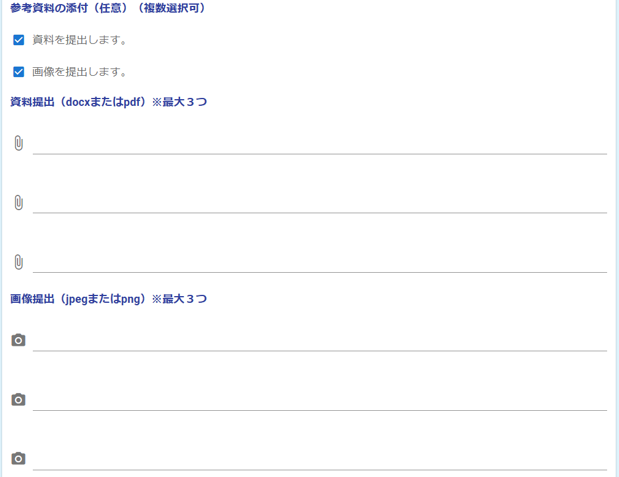 参考資料の添付（任意）（複数選択可）
資料を提出します。
画像を提出します。
資料提出（docxまたはpdf）※最大３つ
画像提出（jpegまたはpng）※最大３つ